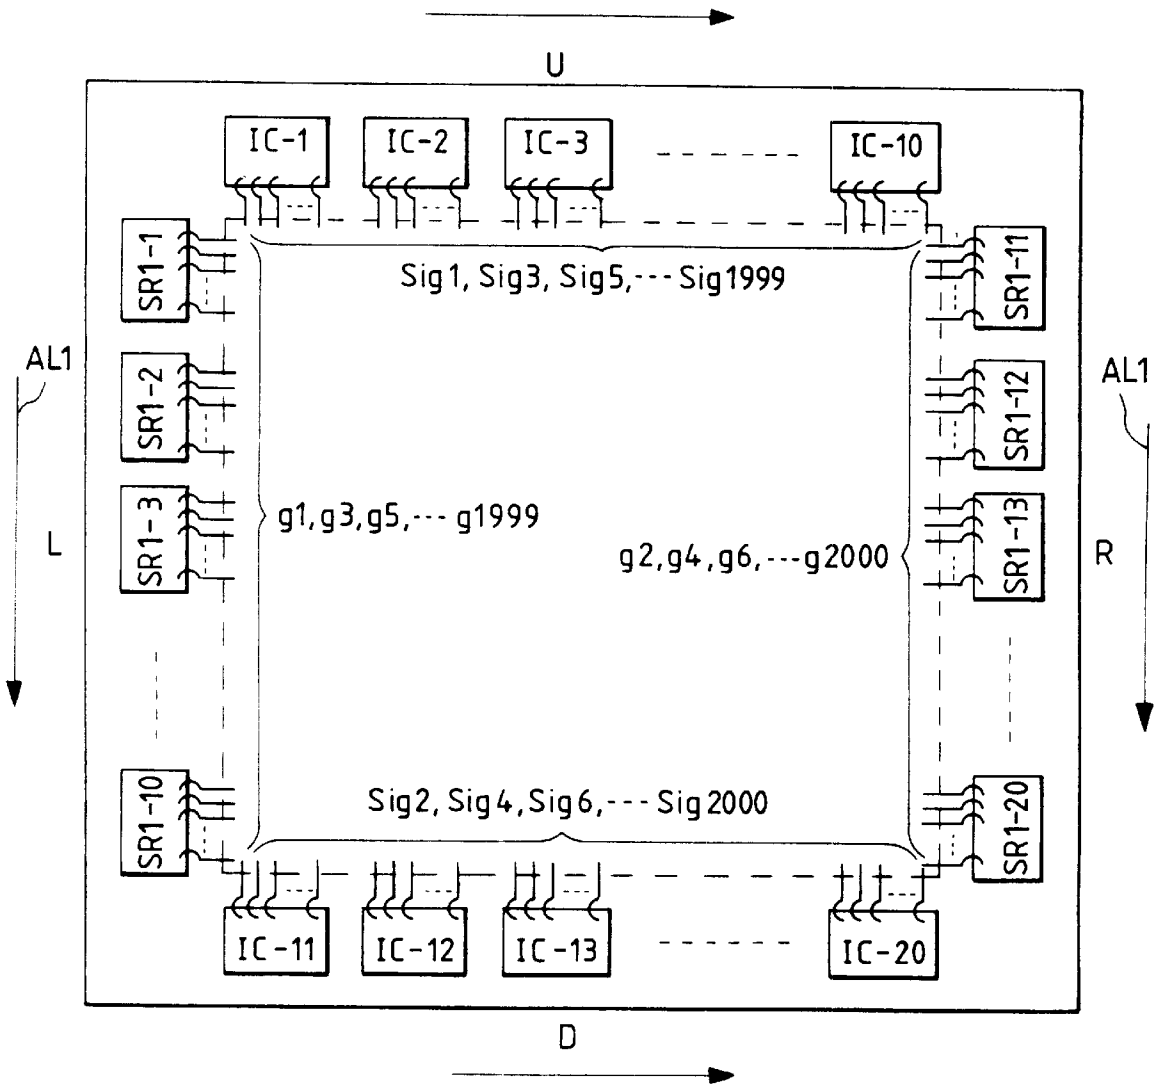 U
IC-1 IC-2 IC-3 IC-10
SR1-1
SR1-11
Sig1, Sig3, Sig5,--- Sig1999
AL1
SR1-2
SR1-12
AL1
L
SR1-3
g1, g3, g5,--- g1999
g2, g4, g6,---g2000
SR1-13
R
SR1-10
Sig2, Sig4, Sig6,--- Sig2000
SR1-20
IC-11 IC-12 IC-13 IC-20
D